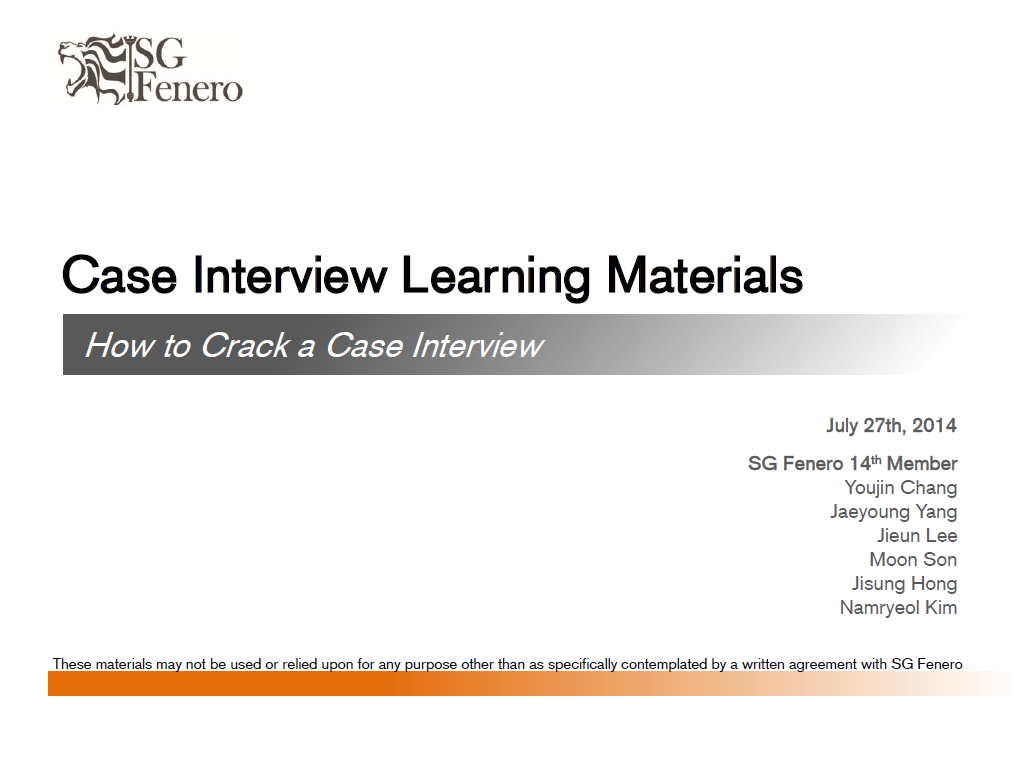 SG
Fenero
Case Interview Learning Materials
How to Crack a Case Interview
July 27th, 2014
SG Fenero 14th Member
Youjin Chang
Jaeyoung Yang
Jieun Lee
Moon Son
Jisung Hong
Namryeol Kim
These materials may not be used or relied upon for any purpose other than as specifically contemplated by a written agreement with SG Fenero